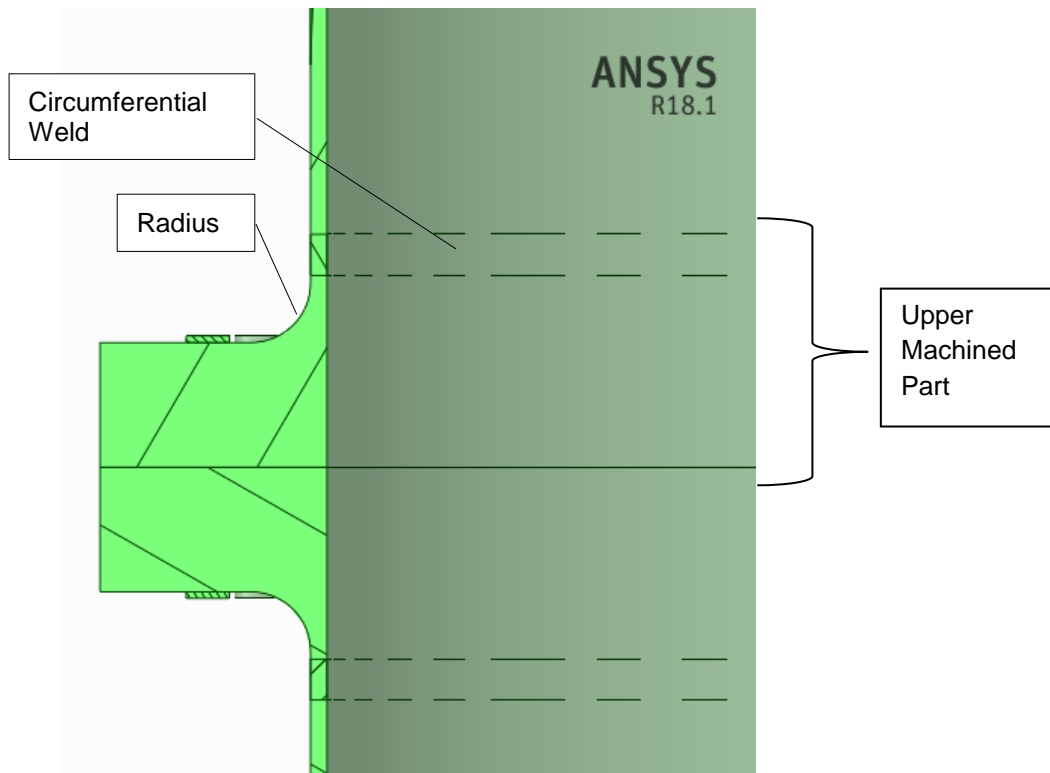 ANSYS
R18.1
Circumferential
Weld
Radius
Upper
Machined
Part